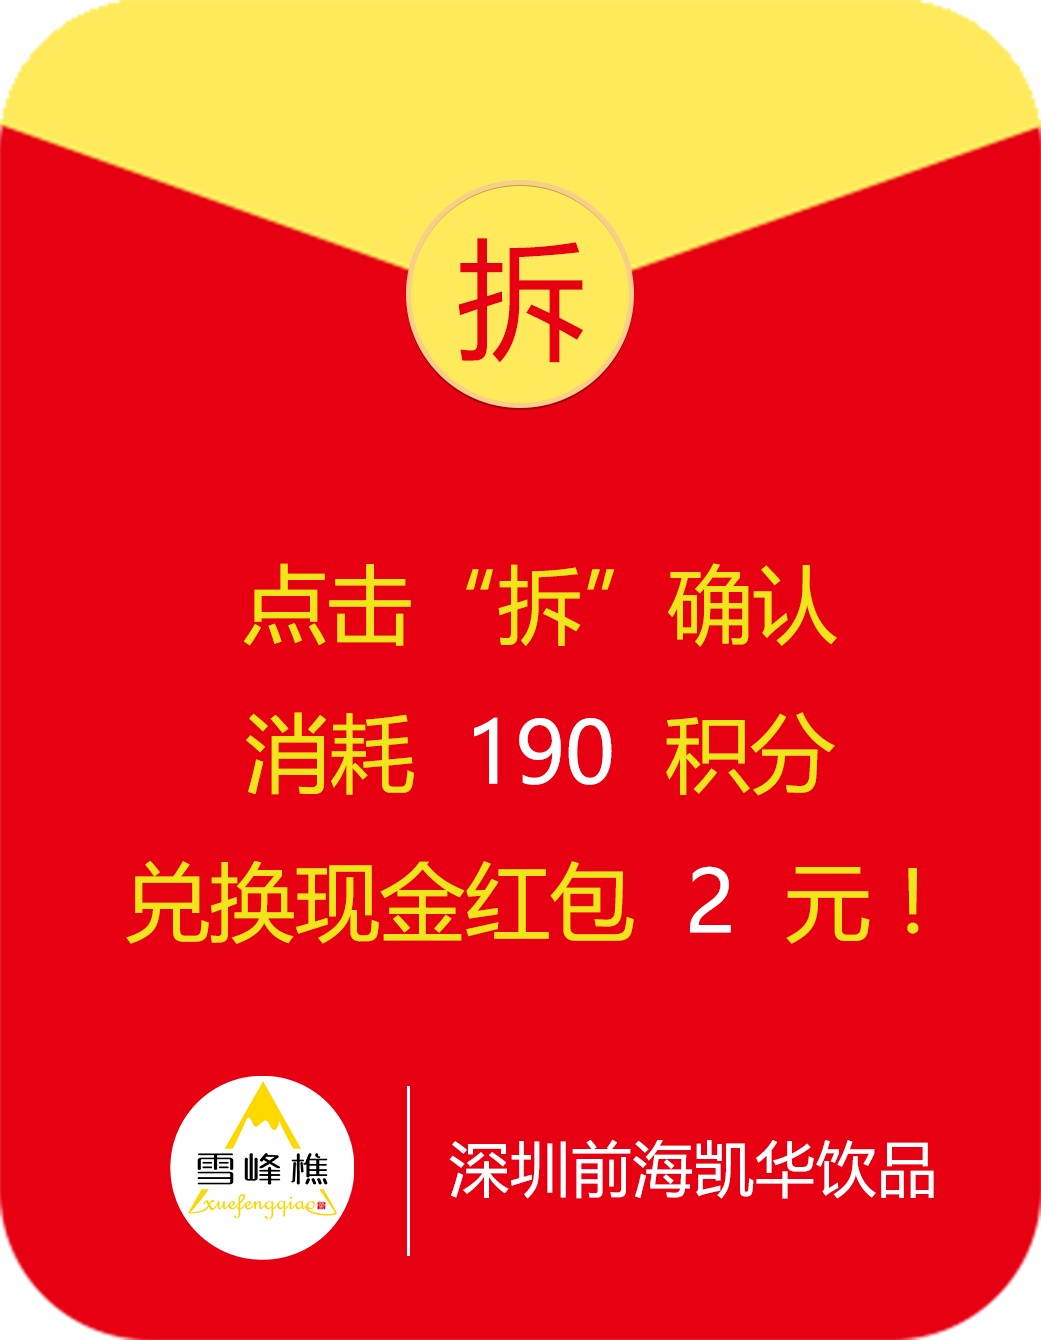 拆
点击 “拆” 确认
消耗 190 积分
兑换现金红包 2 元！
雪峰樵
xuefengqiao
深圳前海凯华饮品